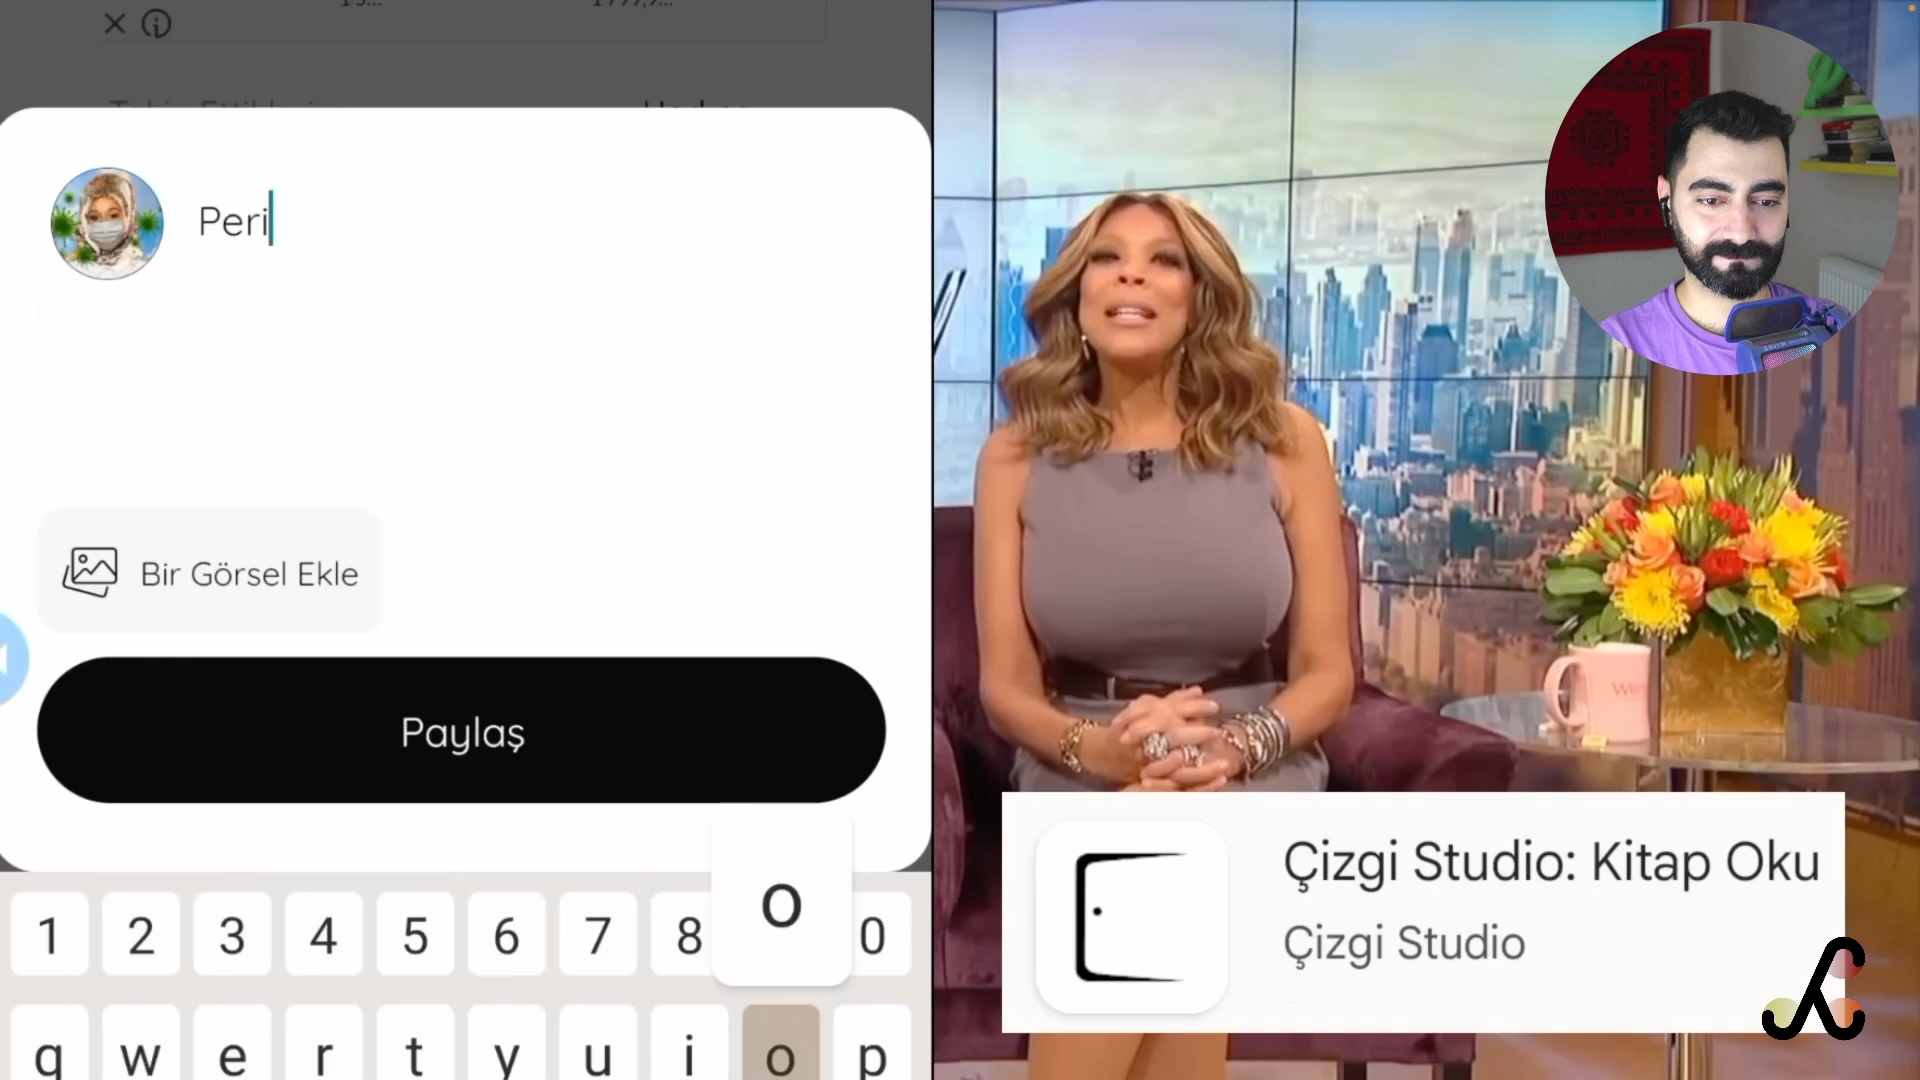 Peri
Bir Görsel Ekle
Paylaş
o
1 2 3 4 5 6 7 8 0
q w e r t y u i o p
Çizgi Studio: Kitap Oku
Çizgi Studio